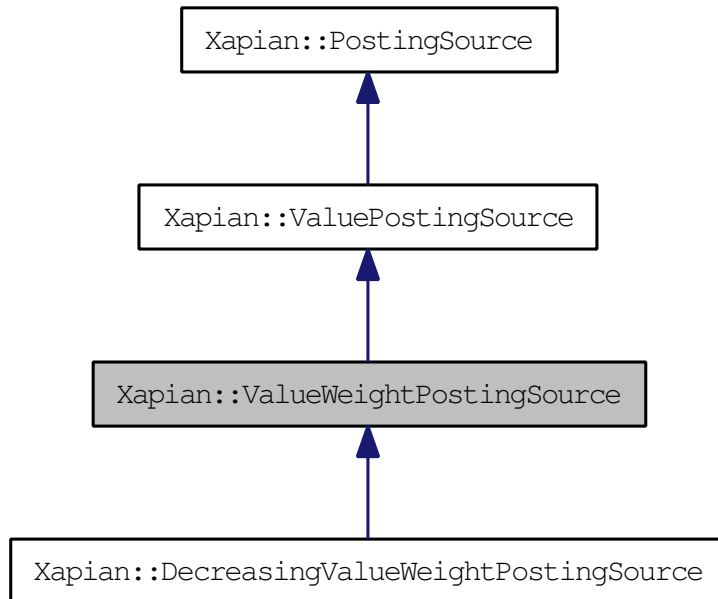 Xapian::PostingSource
Xapian::ValuePostingSource
Xapian::ValueWeightPostingSource
Xapian::DecreasingValueWeightPostingSource